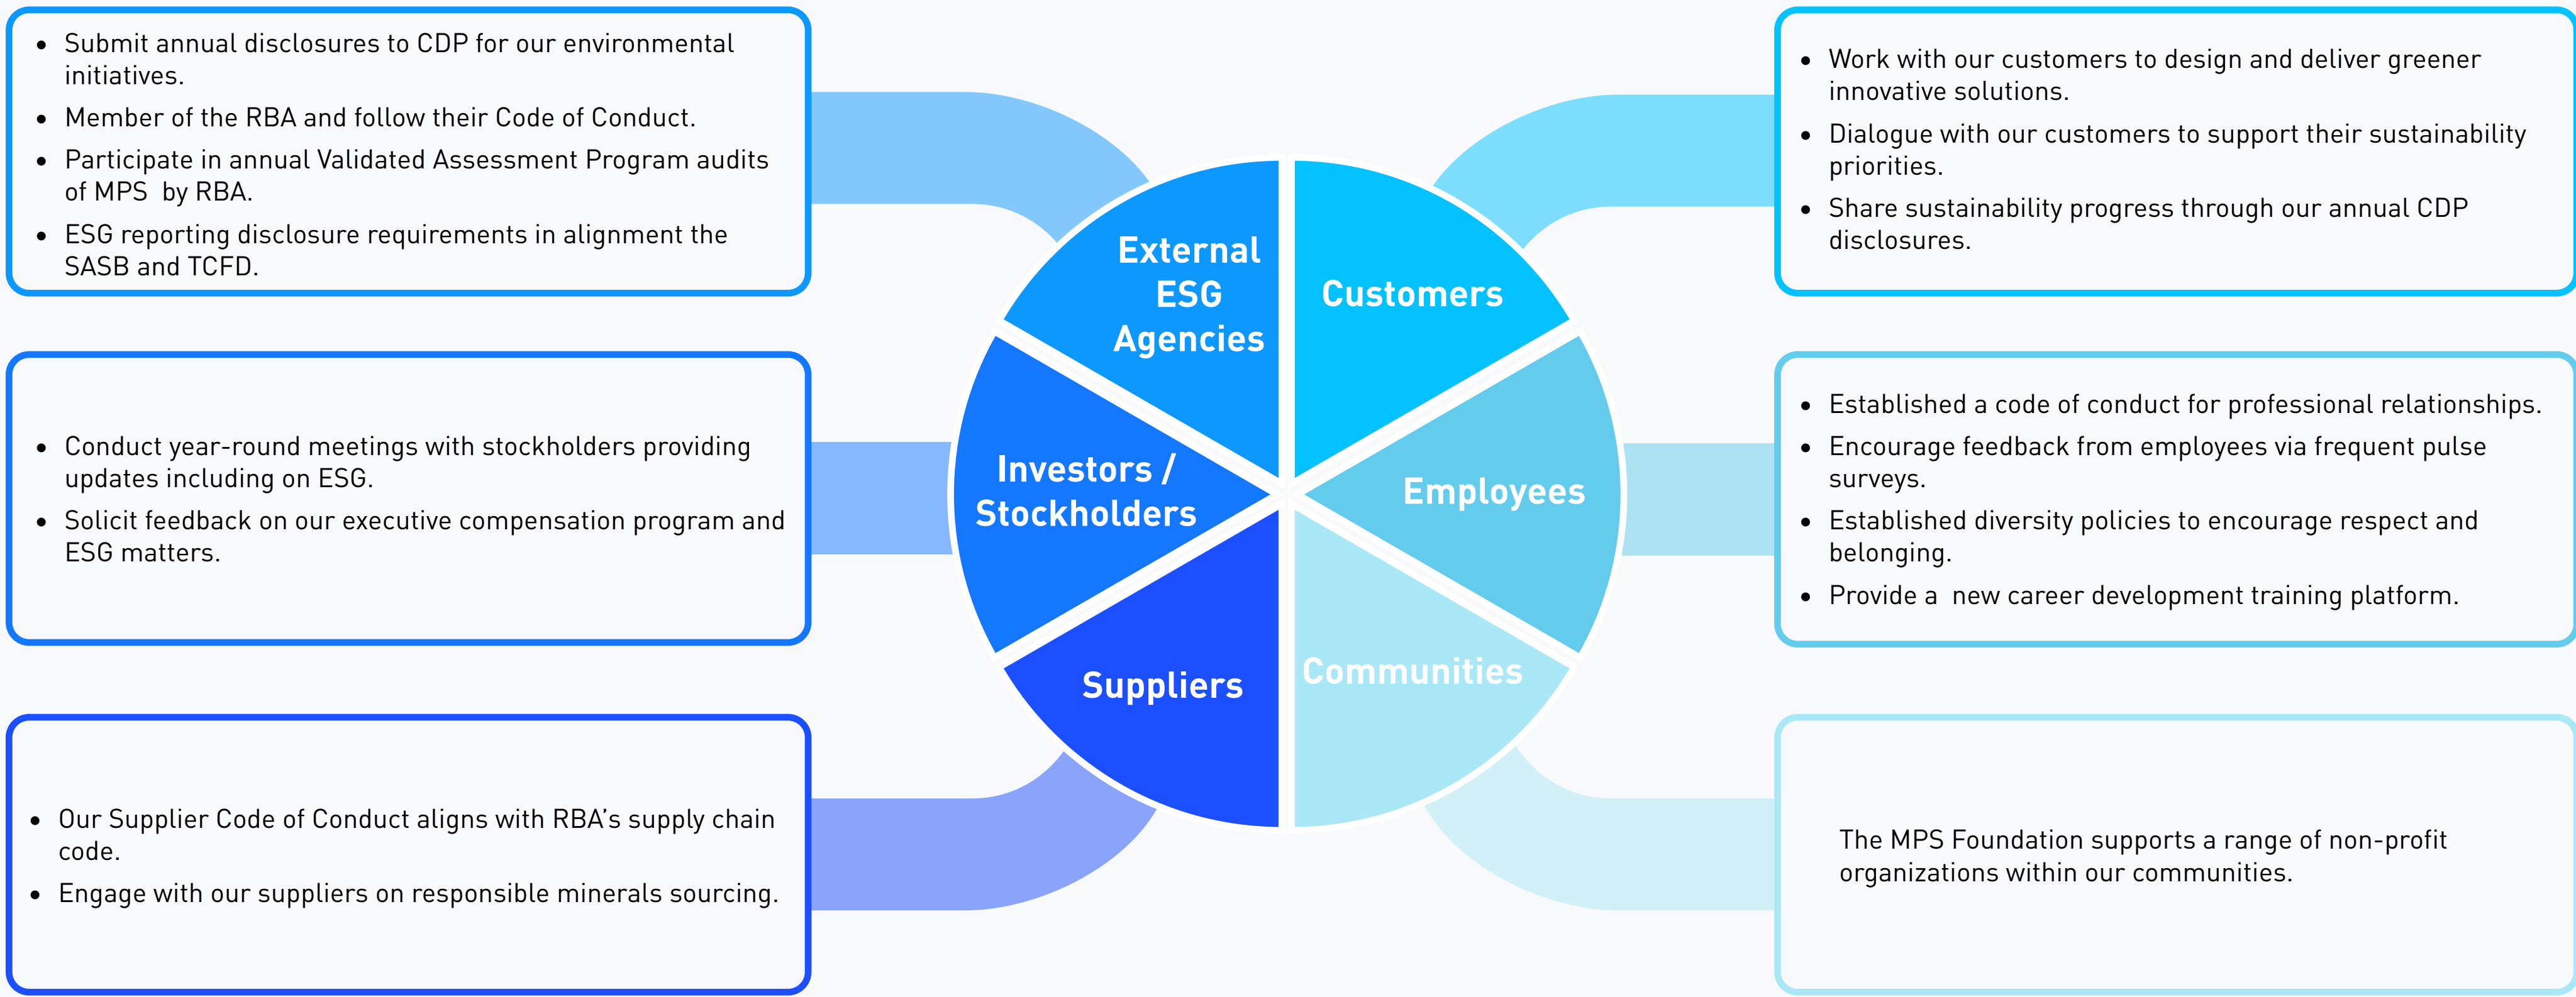 • Submit annual disclosures to CDP for our environmental
initiatives.
• Member of the RBA and follow their Code of Conduct.
• Participate in annual Validated Assessment Program audits
of MPS  by RBA.
• ESG reporting disclosure requirements in alignment the
SASB and TCFD.
• Conduct year-round meetings with stockholders providing
updates including on ESG.
• Solicit feedback on our executive compensation program and
ESG matters.
• Our Supplier Code of Conduct aligns with RBA’s supply chain
code.
• Engage with our suppliers on responsible minerals sourcing.
External
ESG
Agencies
Customers
Investors /
Stockholders
Employees
Suppliers
Communities
• Work with our customers to design and deliver greener
innovative solutions.
• Dialogue with our customers to support their sustainability
priorities.
• Share sustainability progress through our annual CDP
disclosures.
• Established a code of conduct for professional relationships.
• Encourage feedback from employees via frequent pulse
surveys.
• Established diversity policies to encourage respect and
belonging.
• Provide a  new career development training platform.
The MPS Foundation supports a range of non-profit
organizations within our communities.